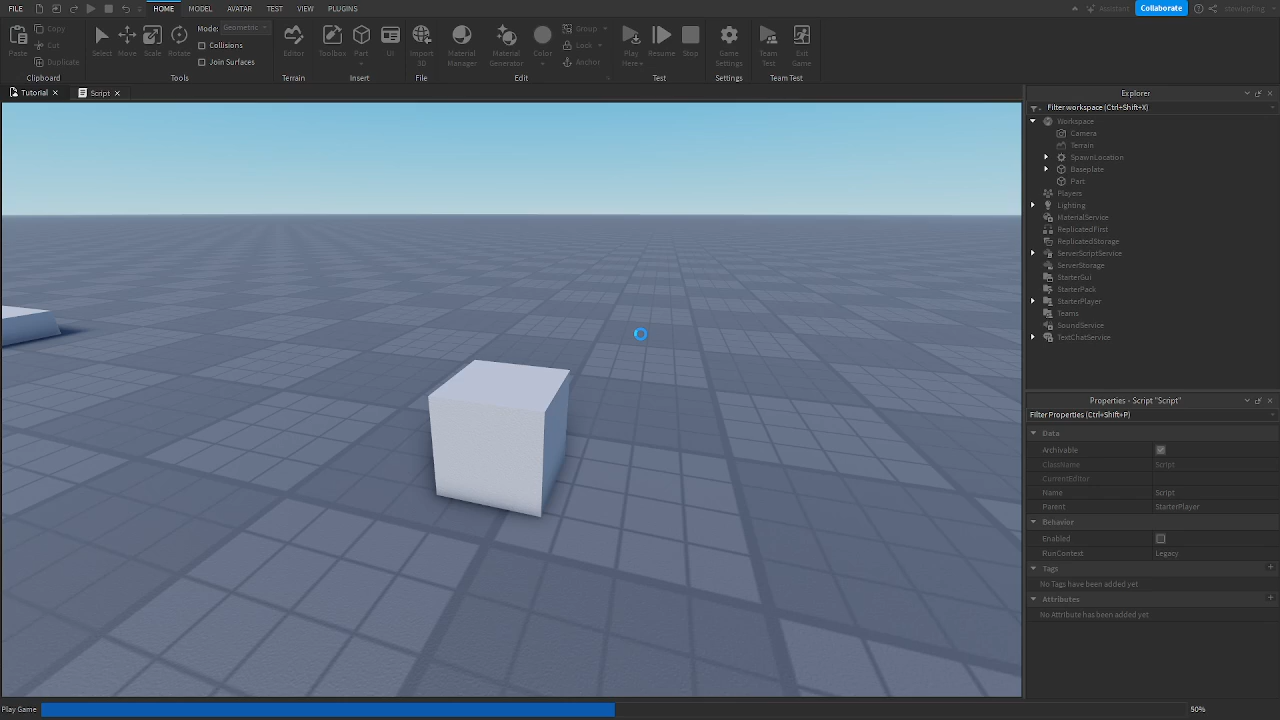 FILE HOME MODEL AVATAR TEST VIEW PLUGINS Assistant Collaborate
Paste Copy Cut Duplicate
Clipboard
Select Move Scale Rotate
Mode: Geometric
Collisions
Join Surfaces
Tools
Editor
Terrain
Toolbox Part UI
Insert
Import 3D
File
Material Manager
Material Generator
Color
Group
Lock
Anchor
Edit
Play Here
Resume
Stop
Test
Game Settings
Settings
Team Test
Exit Game
Team Test
Tutorial Script
Explorer
Filter workspace (Ctrl+Shift+X)
Workspace
Camera
Terrain
SpawnLocation
Baseplate
Part
Players
Lighting
MaterialService
ReplicatedFirst
ReplicatedStorage
ServerScriptService
ServerStorage
StarterGui
StarterPack
StarterPlayer
Teams
SoundService
TextChatService
Properties - Script "Script"
Filter Properties (Ctrl+Shift+P)
Data
Archivable
ClassName Script
CurrentEditor
Name Script
Parent StarterPlayer
Behavior
Enabled
RunContext Legacy
Tags
No Tags have been added yet
Attributes
No Attribute has been added yet
Play Game 50%